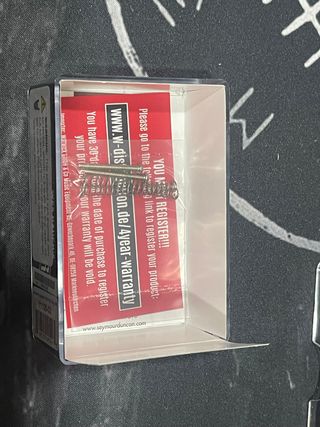 YOU MUST REGISTER!!!
Please go to the following link to register your product:
www.w-distribution.de/4year-warranty
You have 30 days from the date of purchase to register
your product or your warranty will be void.
www.seymourduncan.com